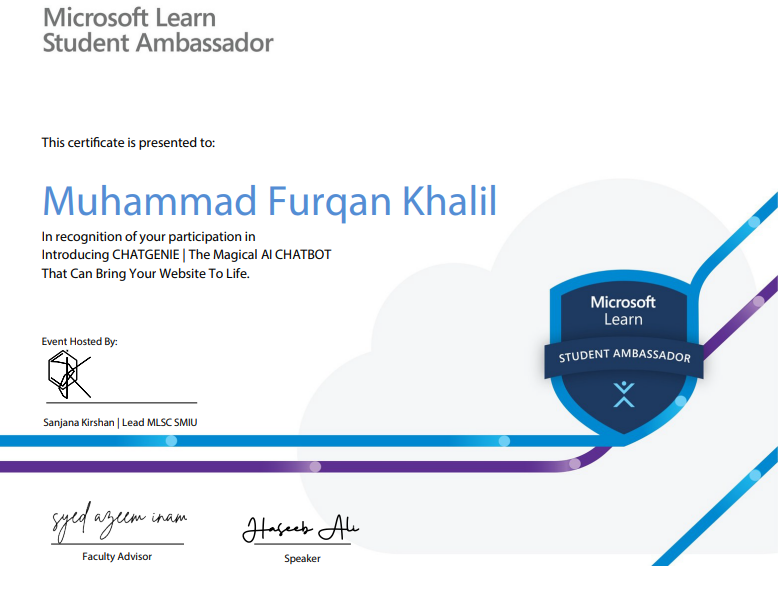 Microsoft Learn
Student Ambassador
This certificate is presented to:
Muhammad Furqan Khalil
In recognition of your participation in
Introducing CHATGENIE | The Magical AI CHATBOT
That Can Bring Your Website To Life.
Event Hosted By:
Sanjana Kirshan | Lead MLSC SMIU
Microsoft
Learn
STUDENT AMBASSADOR
syed azeem inam
Faculty Advisor
Haseeb Ali
Speaker